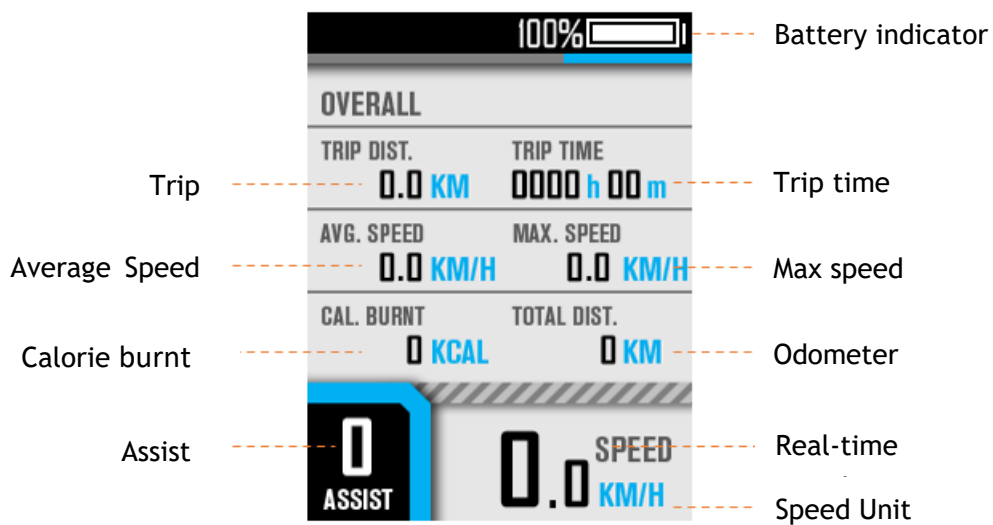 100%
Battery indicator
OVERALL
TRIP DIST.
TRIP TIME
Trip
0.0 KM
0000 h 00 m
Trip time
AVG. SPEED
MAX. SPEED
Average Speed
0.0 KM/H
0.0 KM/H
Max speed
CAL. BURNT
TOTAL DIST.
Calorie burnt
0 KCAL
0 KM
Odometer
Assist
0
ASSIST
0.0
SPEED
KM/H
Real-time
Speed Unit